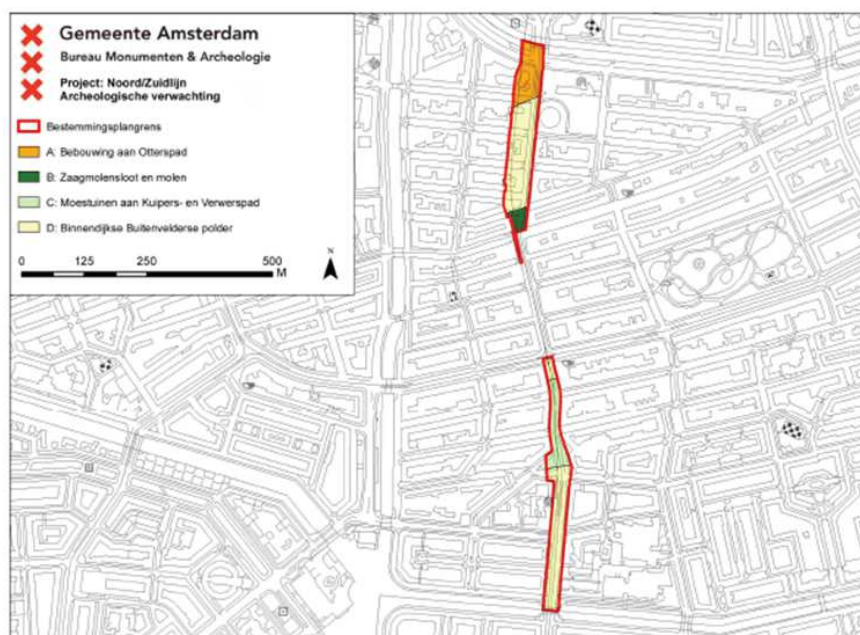 Gemeente Amsterdam
Bureau Monumenten & Archeologie
Project: Noord/Zuidlijn
Archeologische verwachting
Bestemmingsplangrens
A: Bebouwing aan Otterspad
B: Zaagmolensloot en molen
C: Moestuinen aan Kuipers- en Verwerspad
D: Binnendijkse Buitenvelderse polder
0 125 250 500
M
N